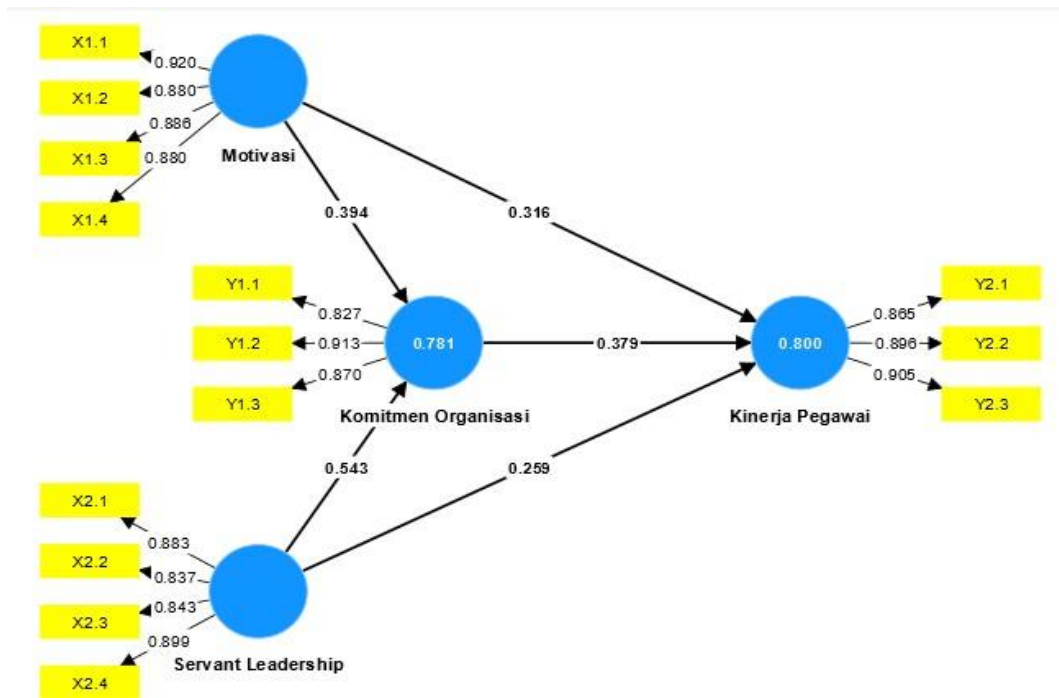 X1.1
0.920
X1.2
0.880
0.886
X1.3
0.880
X1.4
Motivasi
0.394
0.316
Y1.1
0.827
Y1.2
0.913
Y1.3
0.870
0.781
Komitmen Organisasi
0.379
0.800
Kinerja Pegawai
0.865
Y2.1
0.896
Y2.2
0.905
Y2.3
0.543
0.259
X2.1
0.883
X2.2
0.837
0.843
X2.3
0.899
X2.4
Servant Leadership